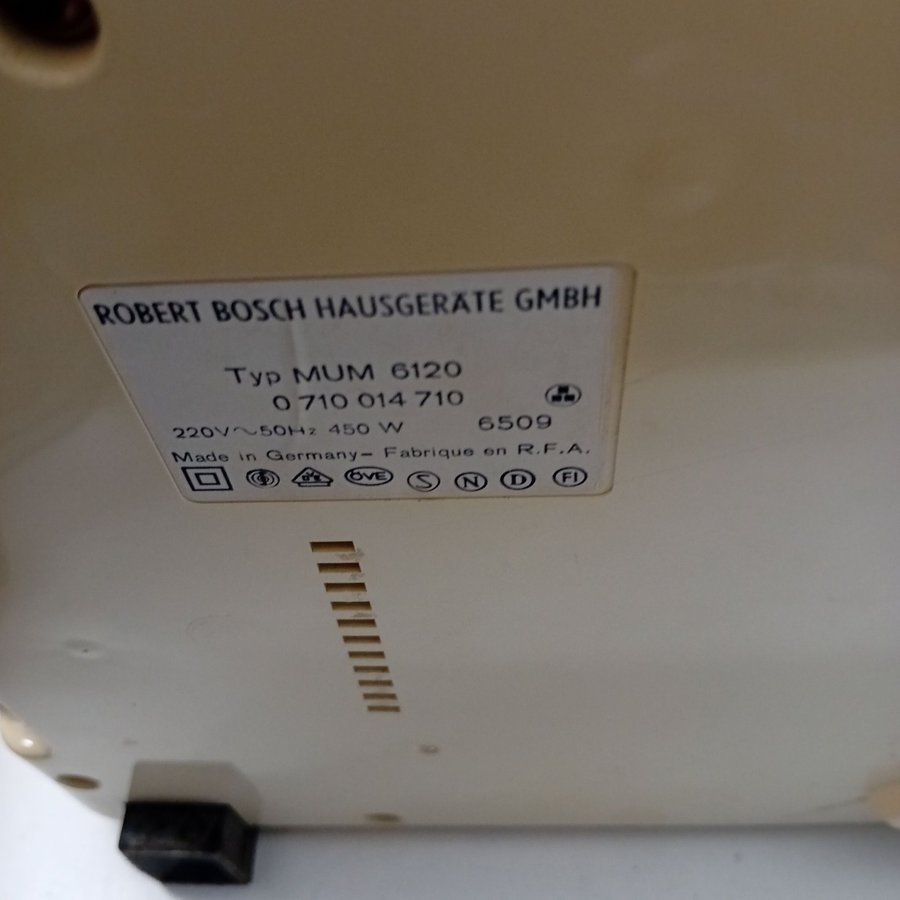 ROBERT BOSCH HAUSGERÄTE GMBH
Typ MUM 6120
0 710 014 710
220V~50Hz 450 W 6509
Made in Germany – Fabrique en R.F.A.
ÖVE S N D FI